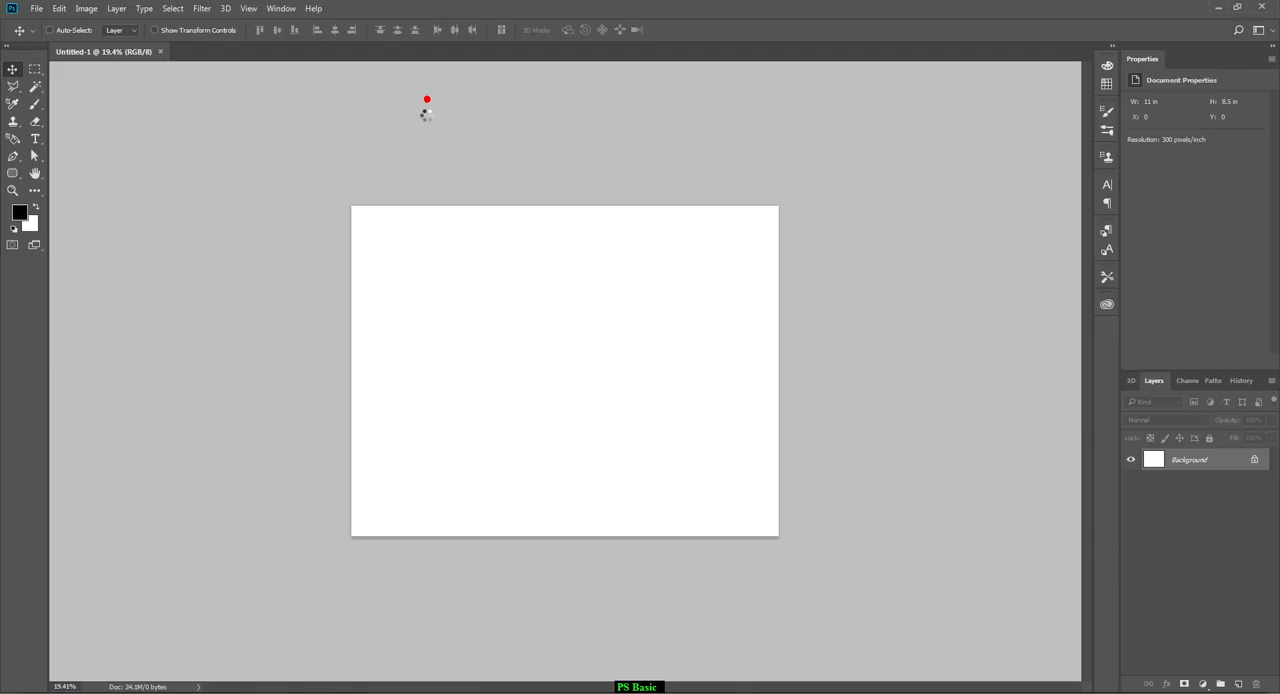 Ps File Edit Image Layer Type Select Filter 3D View Window Help
Auto-Select: Layer Show Transform Controls 3D Mode:
Untitled-1 @ 19.4% (RGB/8)
Properties
Document Properties
W: 11 in H: 8.5 in
X: 0 Y: 0
Resolution: 300 pixels/inch
3D Layers Channe Paths History
Kind
Normal Opacity: 100%
Lock: Fill: 100%
Background
19.41% Doc: 24.1M/0 bytes
PS Basic